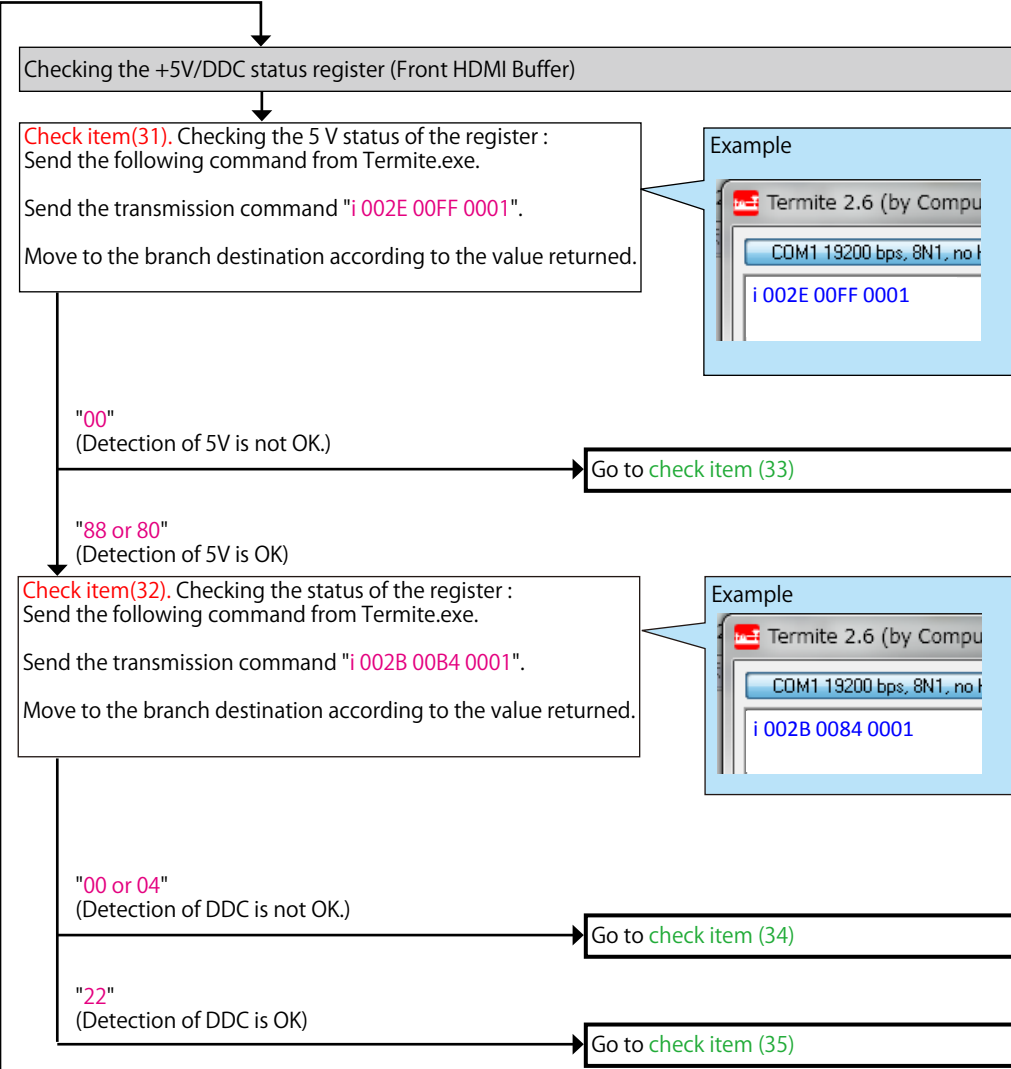 Checking the +5V/DDC status register (Front HDMI Buffer)
Check item(31). Checking the 5 V status of the register :
Send the following command from Termite.exe.
Send the transmission command "i 002E 00FF 0001".
Move to the branch destination according to the value returned.
Example
Termite 2.6 (by Compu
COM1 19200 bps, 8N1, no h
i 002E 00FF 0001
"00"
(Detection of 5V is not OK.)
Go to check item (33)
"88 or 80"
(Detection of 5V is OK)
Check item(32). Checking the status of the register :
Send the following command from Termite.exe.
Send the transmission command "i 002B 00B4 0001".
Move to the branch destination according to the value returned.
Example
Termite 2.6 (by Compu
COM1 19200 bps, 8N1, no h
i 002B 0084 0001
"00 or 04"
(Detection of DDC is not OK.)
Go to check item (34)
"22"
(Detection of DDC is OK)
Go to check item (35)